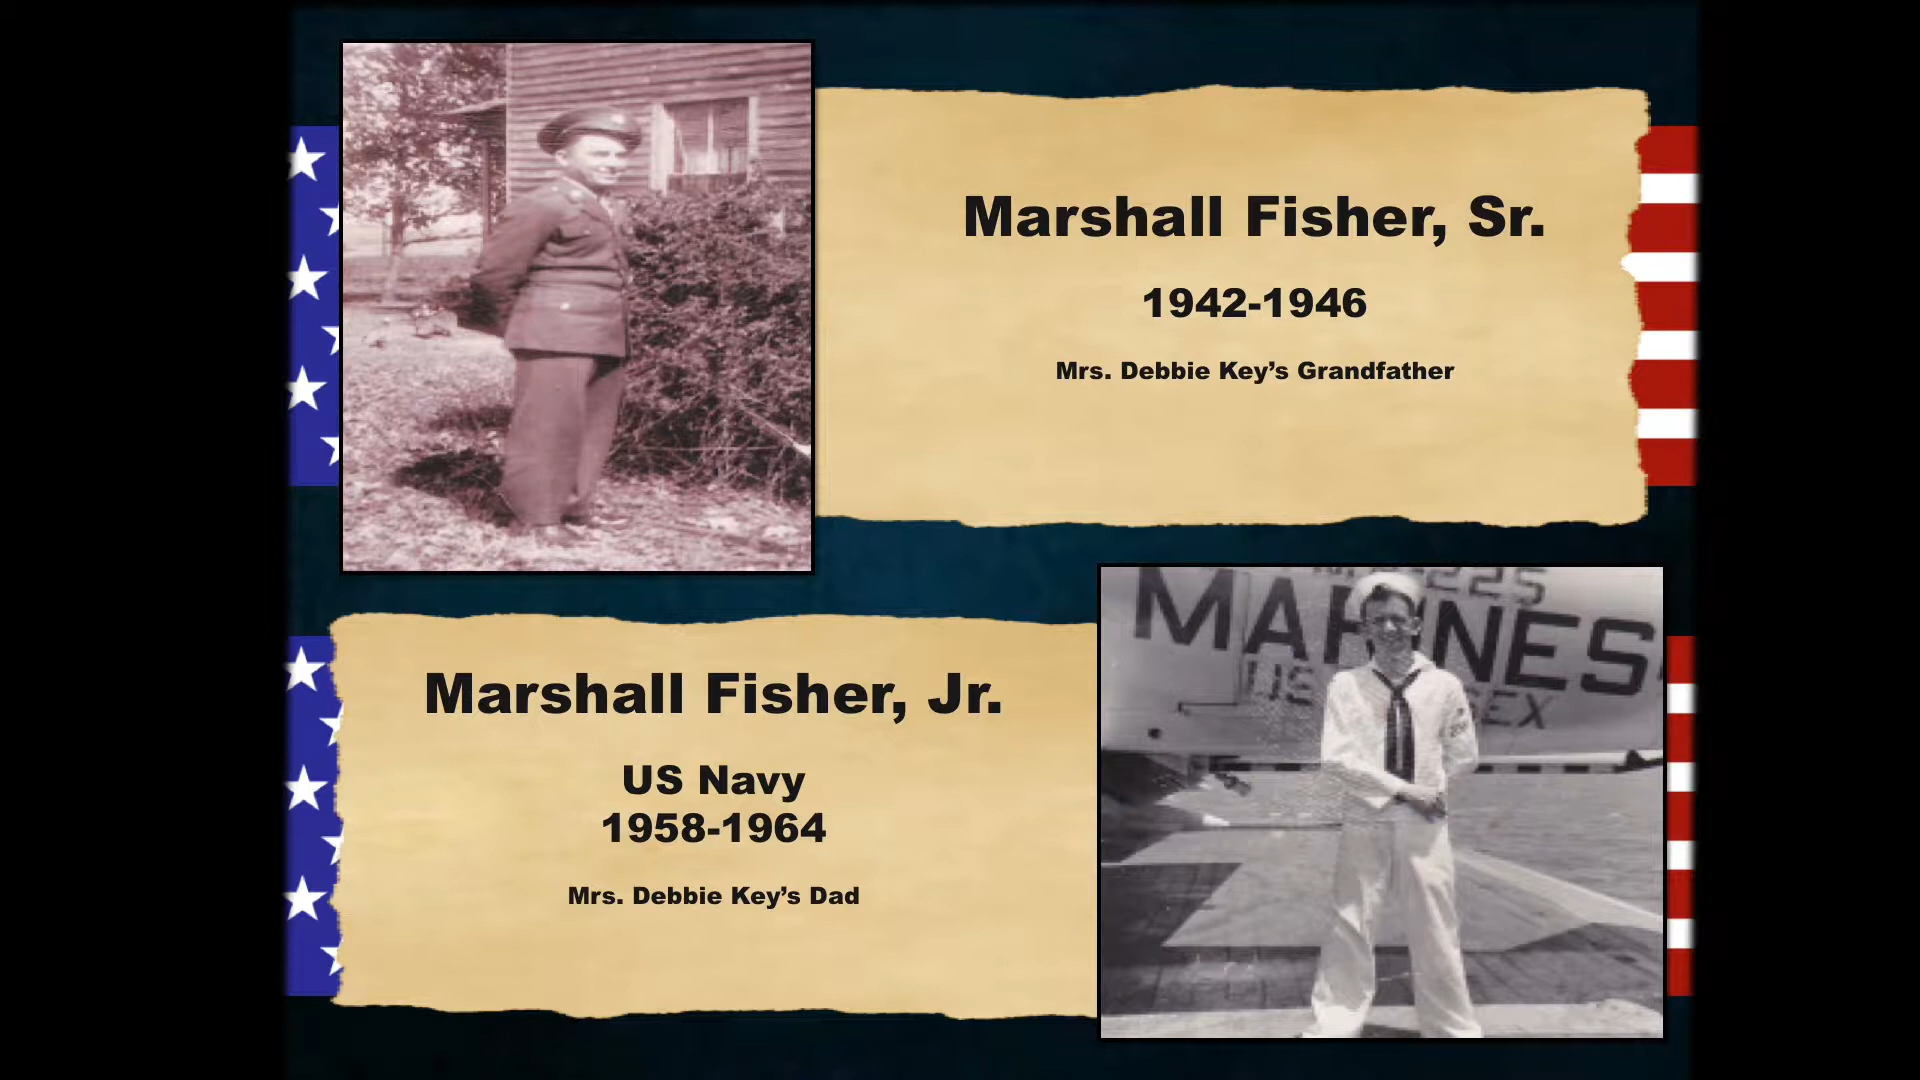 Marshall Fisher, Sr.
1942-1946
Mrs. Debbie Key’s Grandfather
Marshall Fisher, Jr.
US Navy
1958-1964
Mrs. Debbie Key’s Dad
MARINES